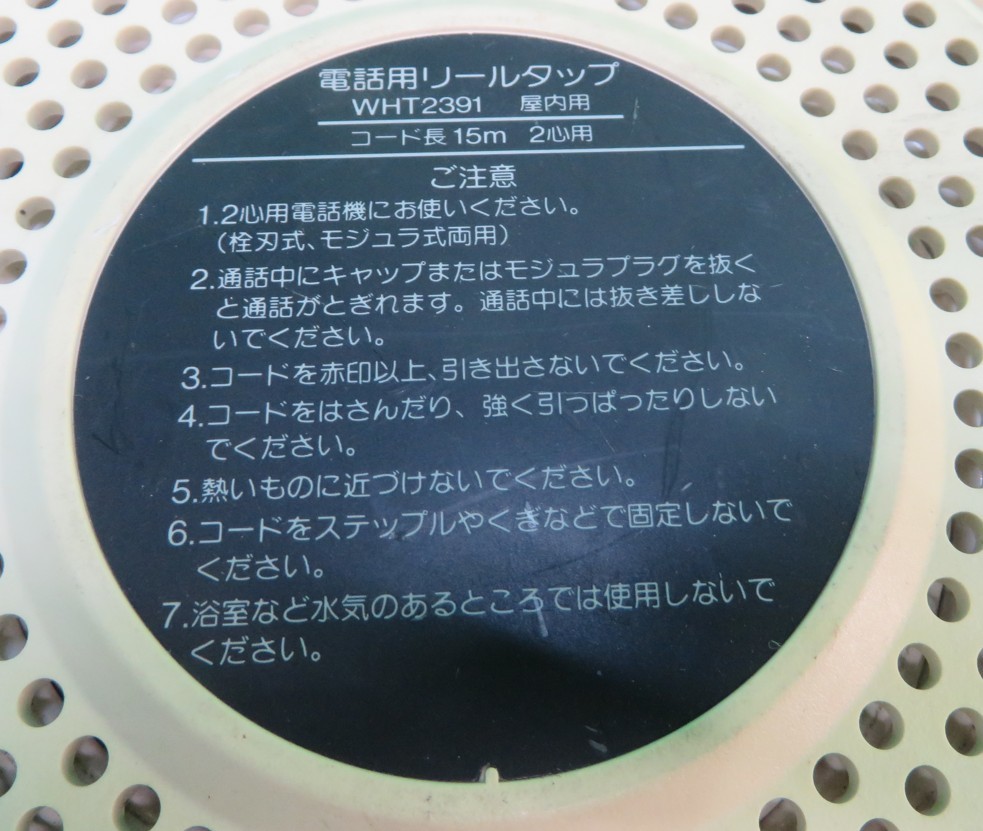 電話用リールタップ
WHT2391 屋内用
コード長15m 2心用
ご注意
1.2心用電話機にお使いください。
(栓刃式、モジュラ式両用)
2.通話中にキャップまたはモジュラプラグを抜く
と通話がとぎれます。通話中には抜き差ししな
いでください。
3.コードを赤印以上、引き出さないでください。
4.コードをはさんだり、強く引っぱったりしない
でください。
5.熱いものに近づけないでください。
6.コードをステップルやくぎなどで固定しないで
ください。
7.浴室など水気のあるところでは使用しないで
ください。